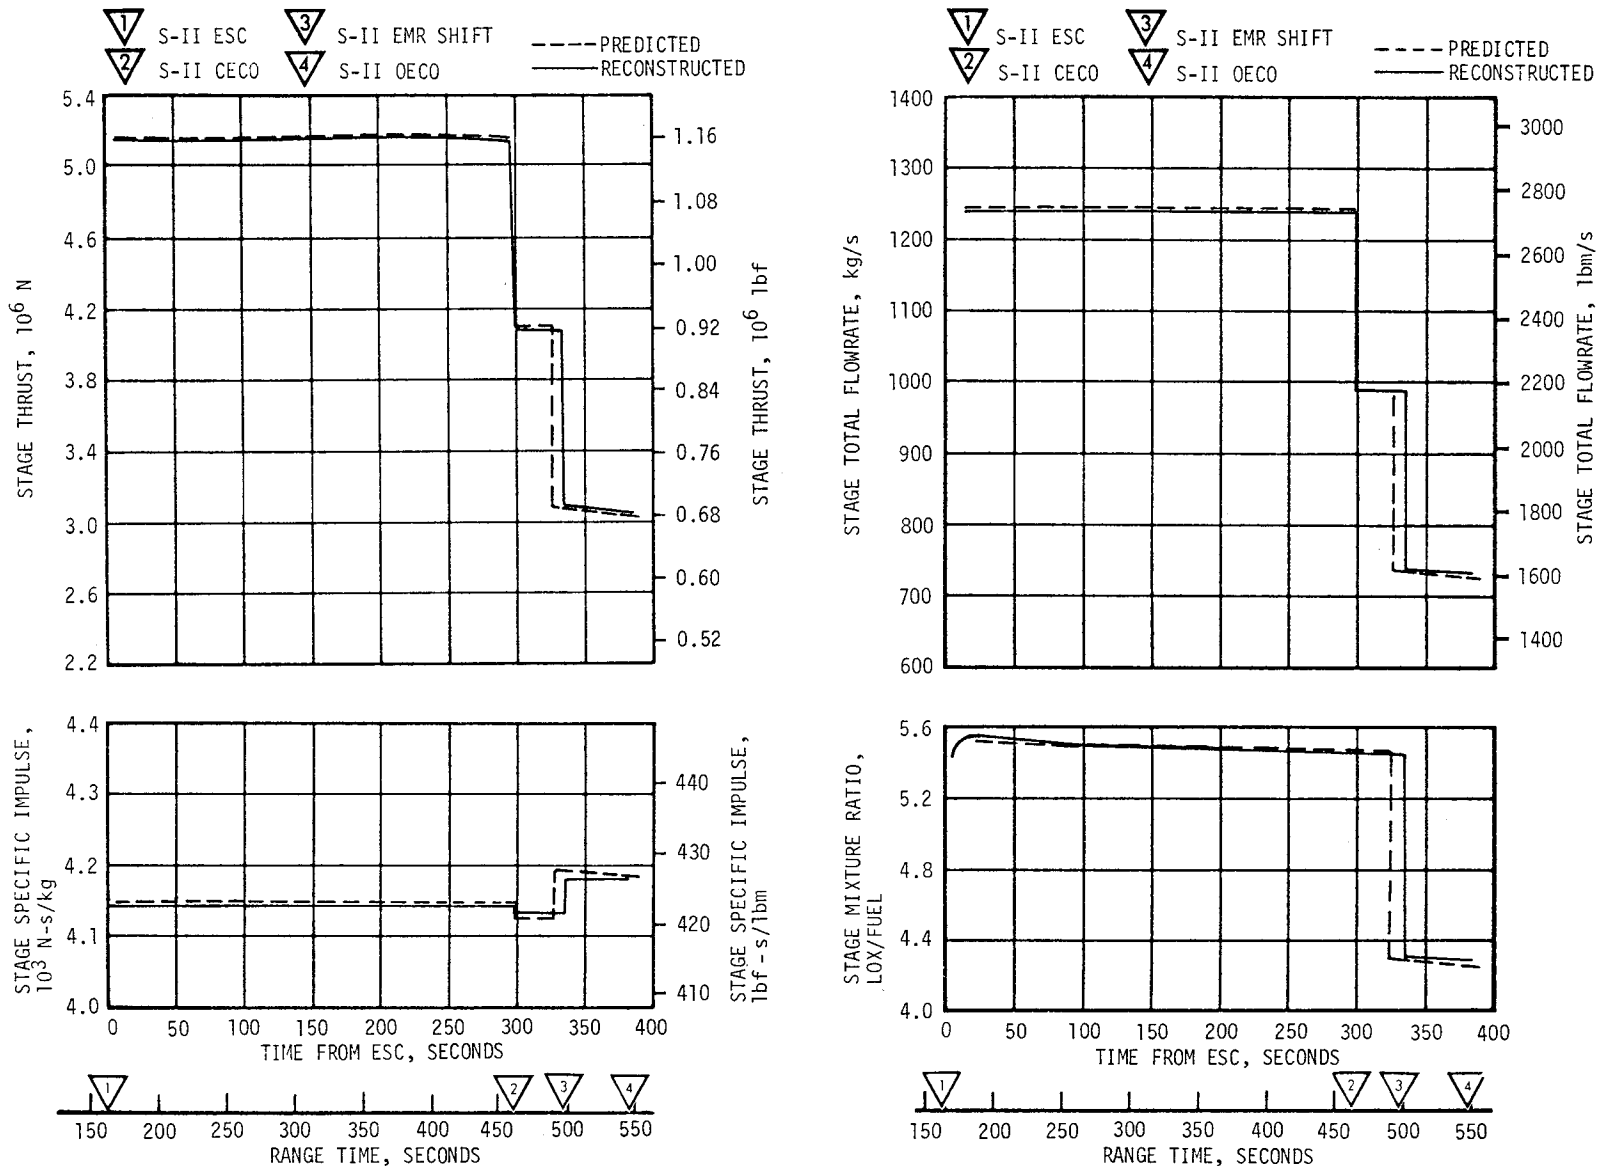 1 S-II ESC 3 S-II EMR SHIFT PREDICTED
2 S-II CECO 4 S-II OECO RECONSTRUCTED
STAGE THRUST, 10⁶ N
5.4
5.0
4.6
4.2
3.8
3.4
3.0
2.6
2.2
1.16
1.08
1.00
0.92
0.84
0.76
0.68
0.60
0.52
STAGE THRUST, 10⁶ lbf
STAGE SPECIFIC IMPULSE,
10³ N-s/kg
4.4
4.3
4.2
4.1
4.0
440
430
420
410
STAGE SPECIFIC IMPULSE,
lbf-s/lbm
0 50 100 150 200 250 300 350 400
TIME FROM ESC, SECONDS
1 2 3 4
150 200 250 300 350 400 450 500 550
RANGE TIME, SECONDS
1 S-II ESC 3 S-II EMR SHIFT PREDICTED
2 S-II CECO 4 S-II OECO RECONSTRUCTED
STAGE TOTAL FLOWRATE, kg/s
1400
1300
1200
1100
1000
900
800
700
600
3000
2800
2600
2400
2200
2000
1800
1600
1400
STAGE TOTAL FLOWRATE, lbm/s
STAGE MIXTURE RATIO,
LOX/FUEL
5.6
5.2
4.8
4.4
4.0
0 50 100 150 200 250 300 350 400
TIME FROM ESC, SECONDS
1 2 3 4
150 200 250 300 350 400 450 500 550
RANGE TIME, SECONDS